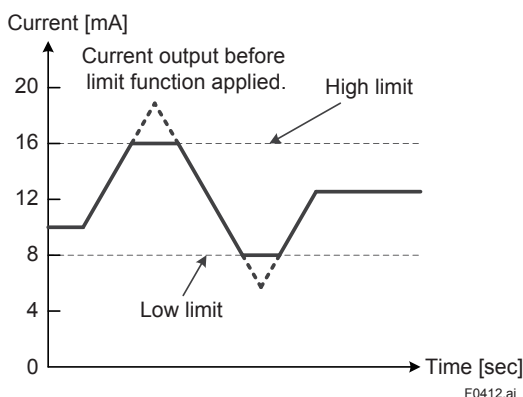 Current [mA]
Current output before
limit function applied.
High limit
20
16
12
8
4
0
Low limit
Time [sec]
F0412.ai